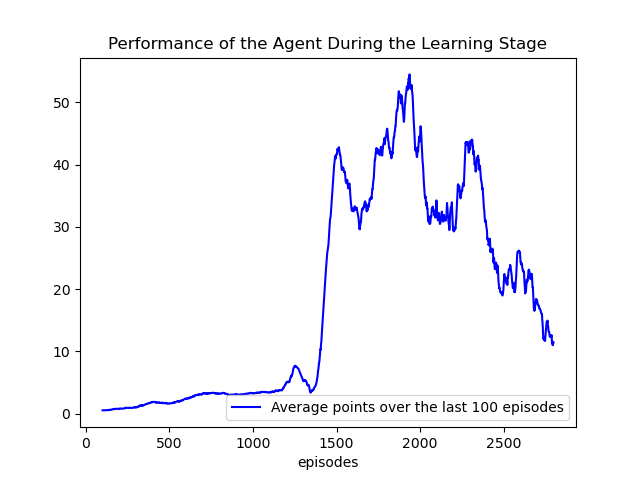 Performance of the Agent During the Learning Stage
50
40
30
20
10
0
Average points over the last 100 episodes
0 500 1000 1500 2000 2500
episodes